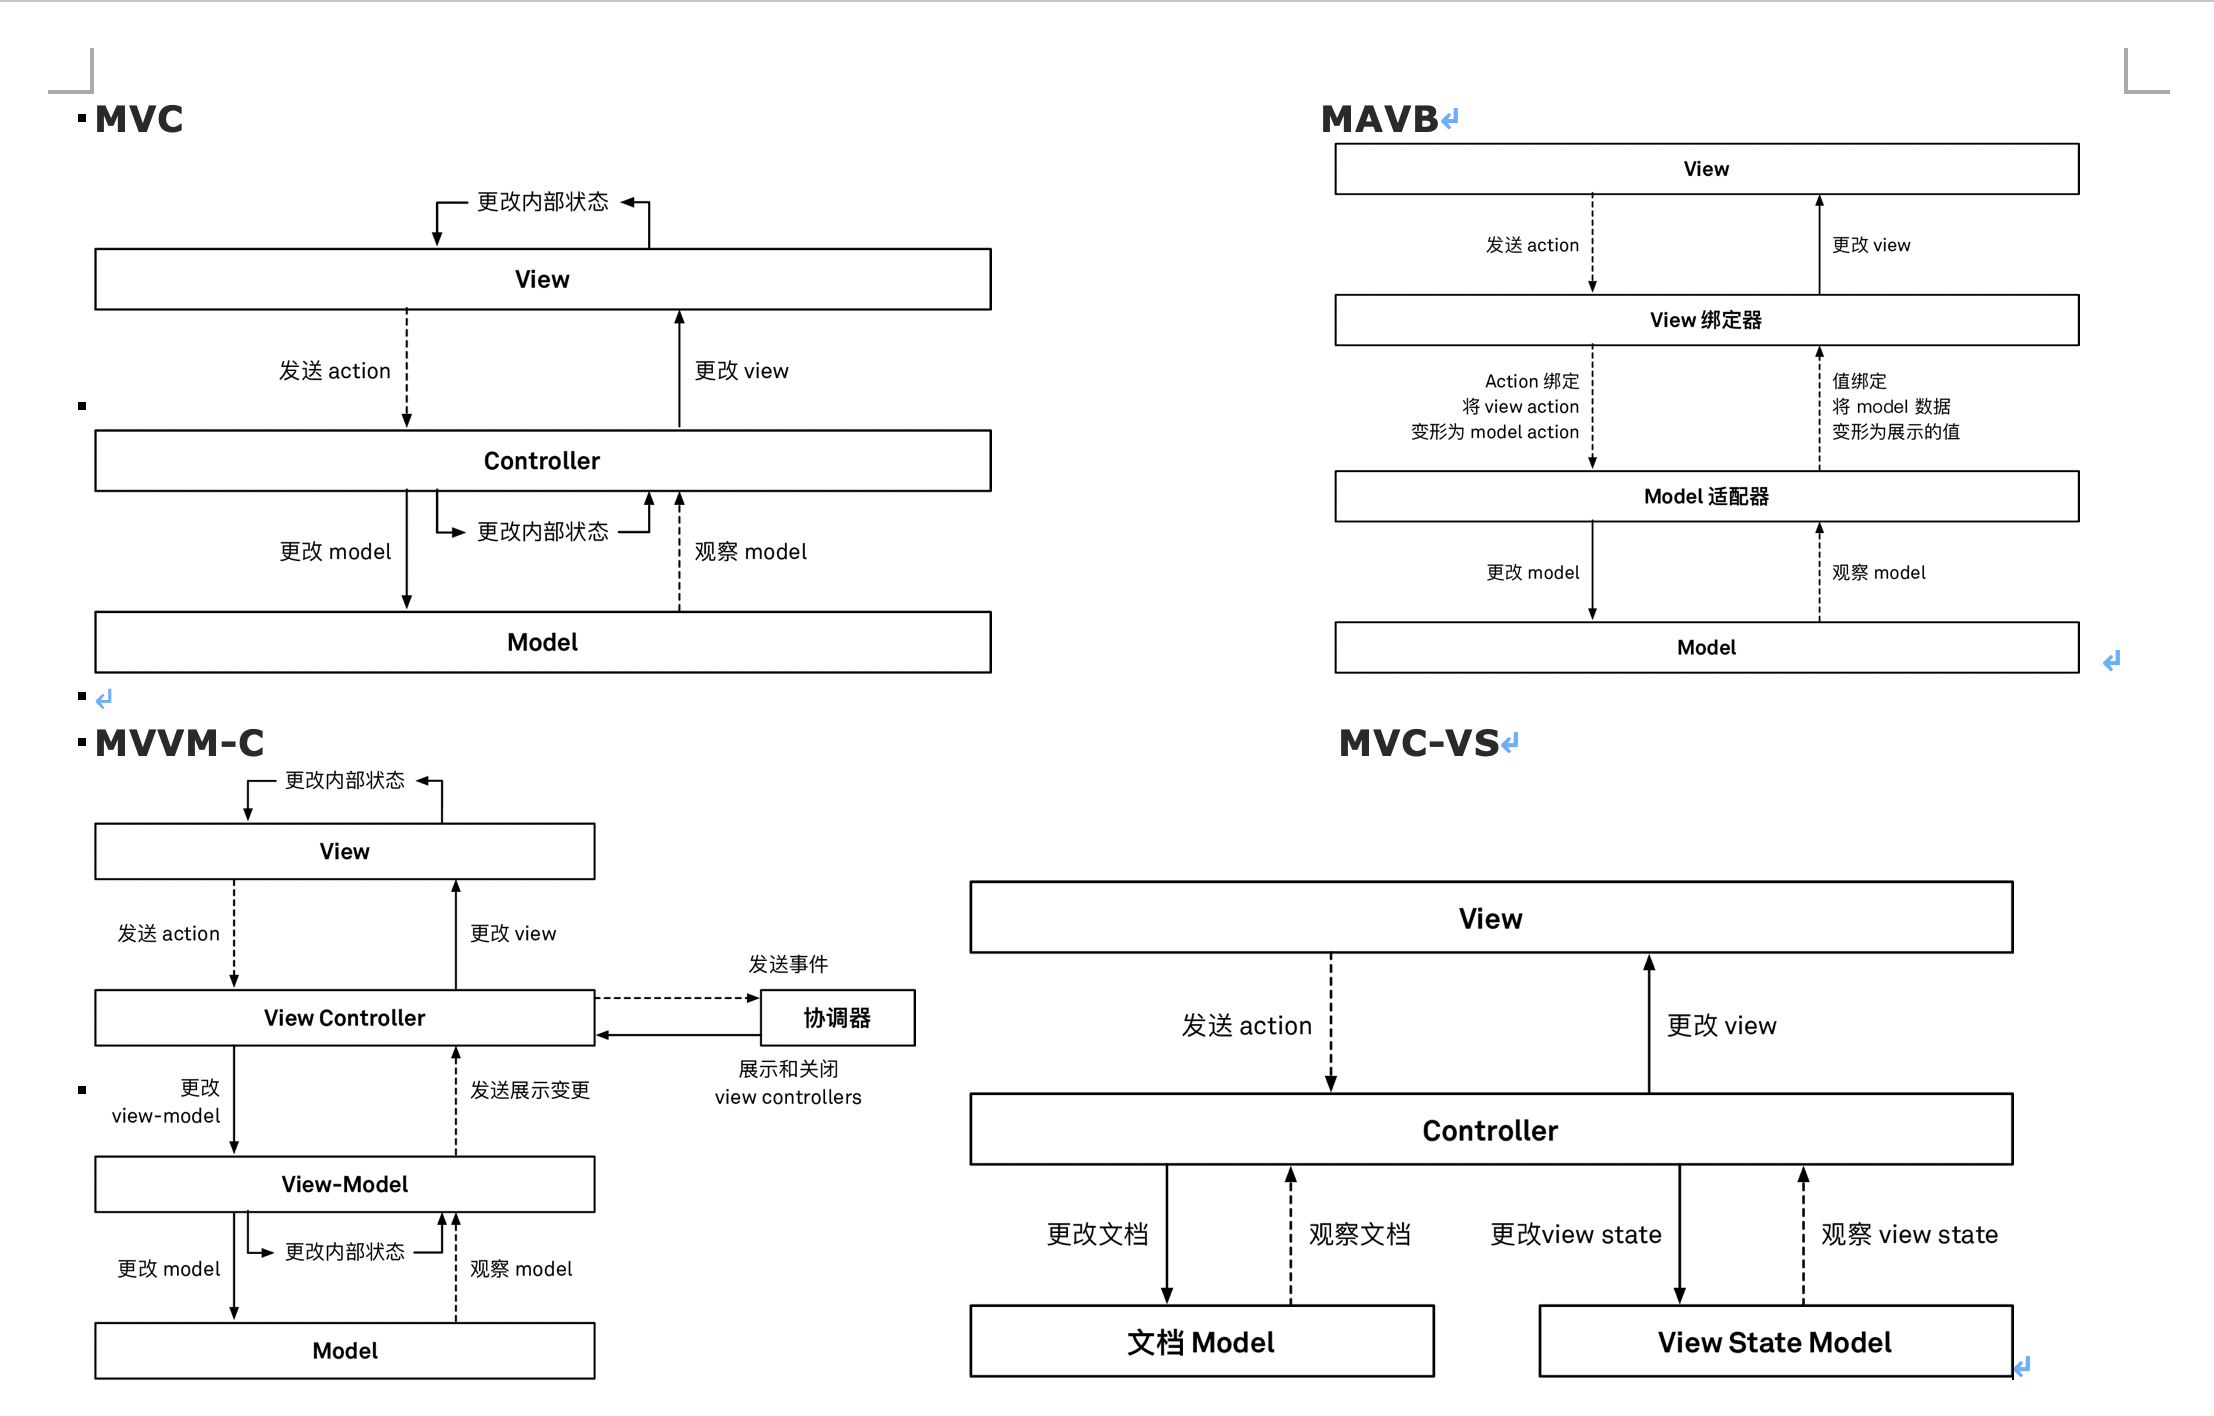 MVC
更改内部状态
View
发送 action
更改 view
Controller
更改内部状态
更改 model
观察 model
Model
MAVB
View
发送 action
更改 view
View 绑定器
Action 绑定
将 view action
变形为 model action
值绑定
将 model 数据
变形为展示的值
Model 适配器
更改 model
观察 model
Model
MVVM-C
更改内部状态
View
发送 action
更改 view
发送事件
View Controller
协调器
展示和关闭
view controllers
更改
view-model
发送展示变更
View-Model
更改内部状态
更改 model
观察 model
Model
MVC-VS
View
发送 action
更改 view
Controller
更改文档
观察文档
更改view state
观察 view state
文档 Model
View State Model